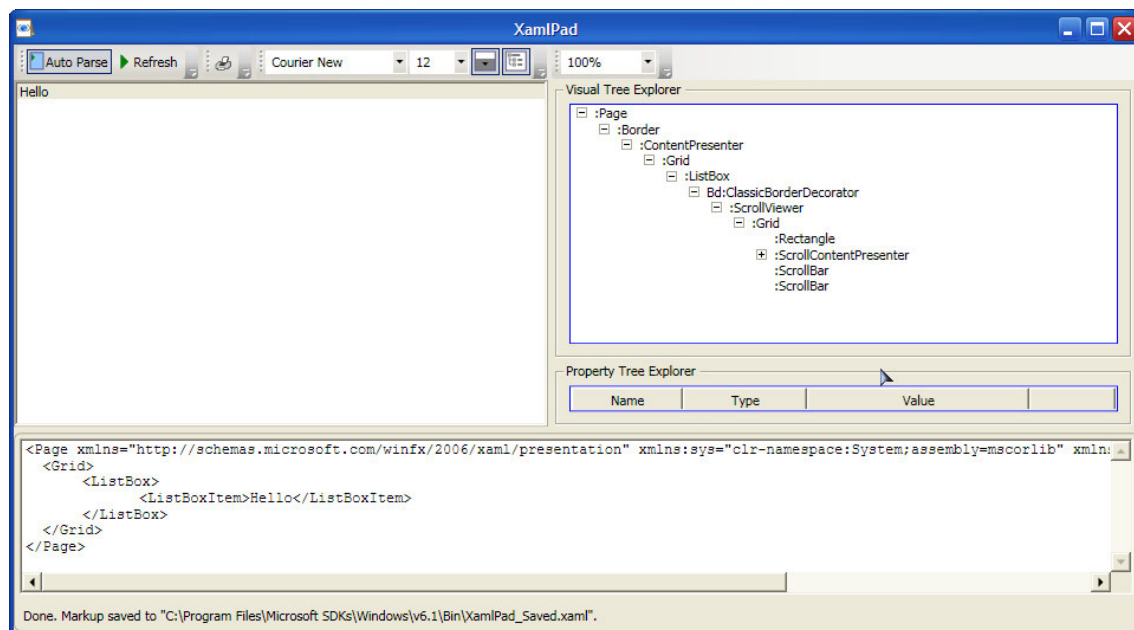 XamlPad
Auto Parse Refresh Courier New 12 100%
Hello
Visual Tree Explorer
:Page
:Border
:ContentPresenter
:Grid
:ListBox
Bd:ClassicBorderDecorator
:ScrollViewer
:Grid
:Rectangle
:ScrollContentPresenter
:ScrollBar
:ScrollBar
Property Tree Explorer
Name Type Value
<Page xmlns="http://schemas.microsoft.com/winfx/2006/xaml/presentation" xmlns:sys="clr-namespace:System;assembly=mscorlib" xmlns
<Grid>
<ListBox>
<ListBoxItem>Hello</ListBoxItem>
</ListBox>
</Grid>
</Page>
Done. Markup saved to "C:\Program Files\Microsoft SDKs\Windows\v6.1\Bin\XamlPad_Saved.xaml".